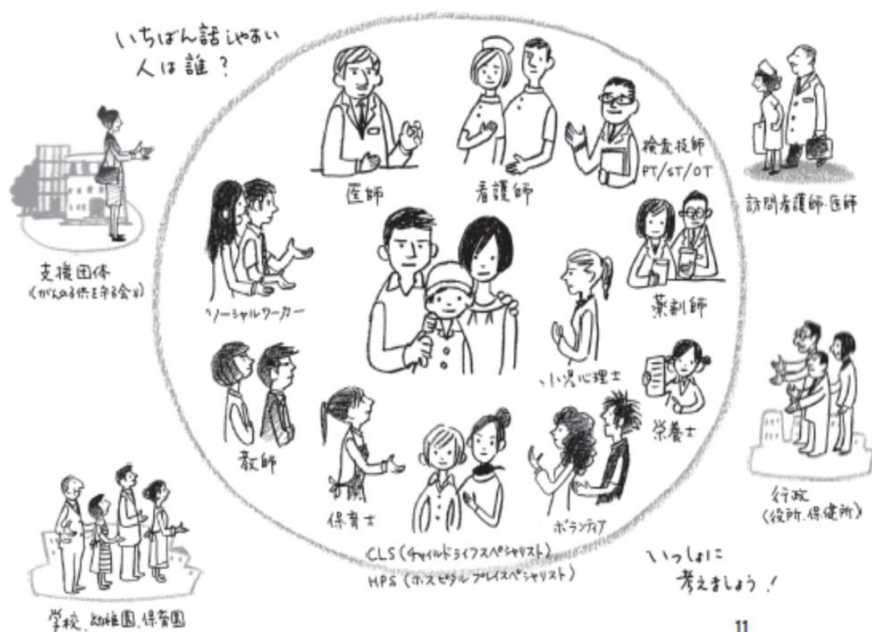 いちばん話しやすい
人は誰？
医師
看護師
検査技師
PT/ST/OT
訪問看護師・医師
支援団体
(がんの子供を守る会等)
ソーシャルワーカー
薬剤師
小児心理士
栄養士
教師
保育士
ボランティア
行政
(役所、保健所)
CLS(チャイルドライフスペシャリスト)
HPS(ホスピタルプレイスペシャリスト)
いっしょに
考えましょう！
学校、幼稚園、保育園
11